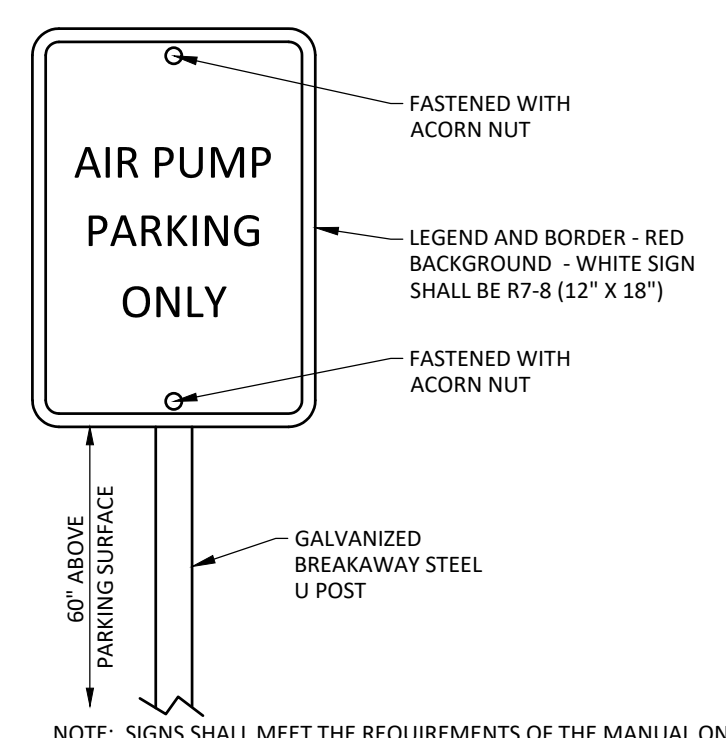 AIR PUMP
PARKING
ONLY
FASTENED WITH
ACORN NUT
LEGEND AND BORDER - RED
BACKGROUND - WHITE SIGN
SHALL BE R7-8 (12" X 18")
FASTENED WITH
ACORN NUT
60" ABOVE
PARKING SURFACE
GALVANIZED
BREAKAWAY STEEL
U POST
NOTE: SIGNS SHALL MEET THE REQUIREMENTS OF THE MANUAL ON